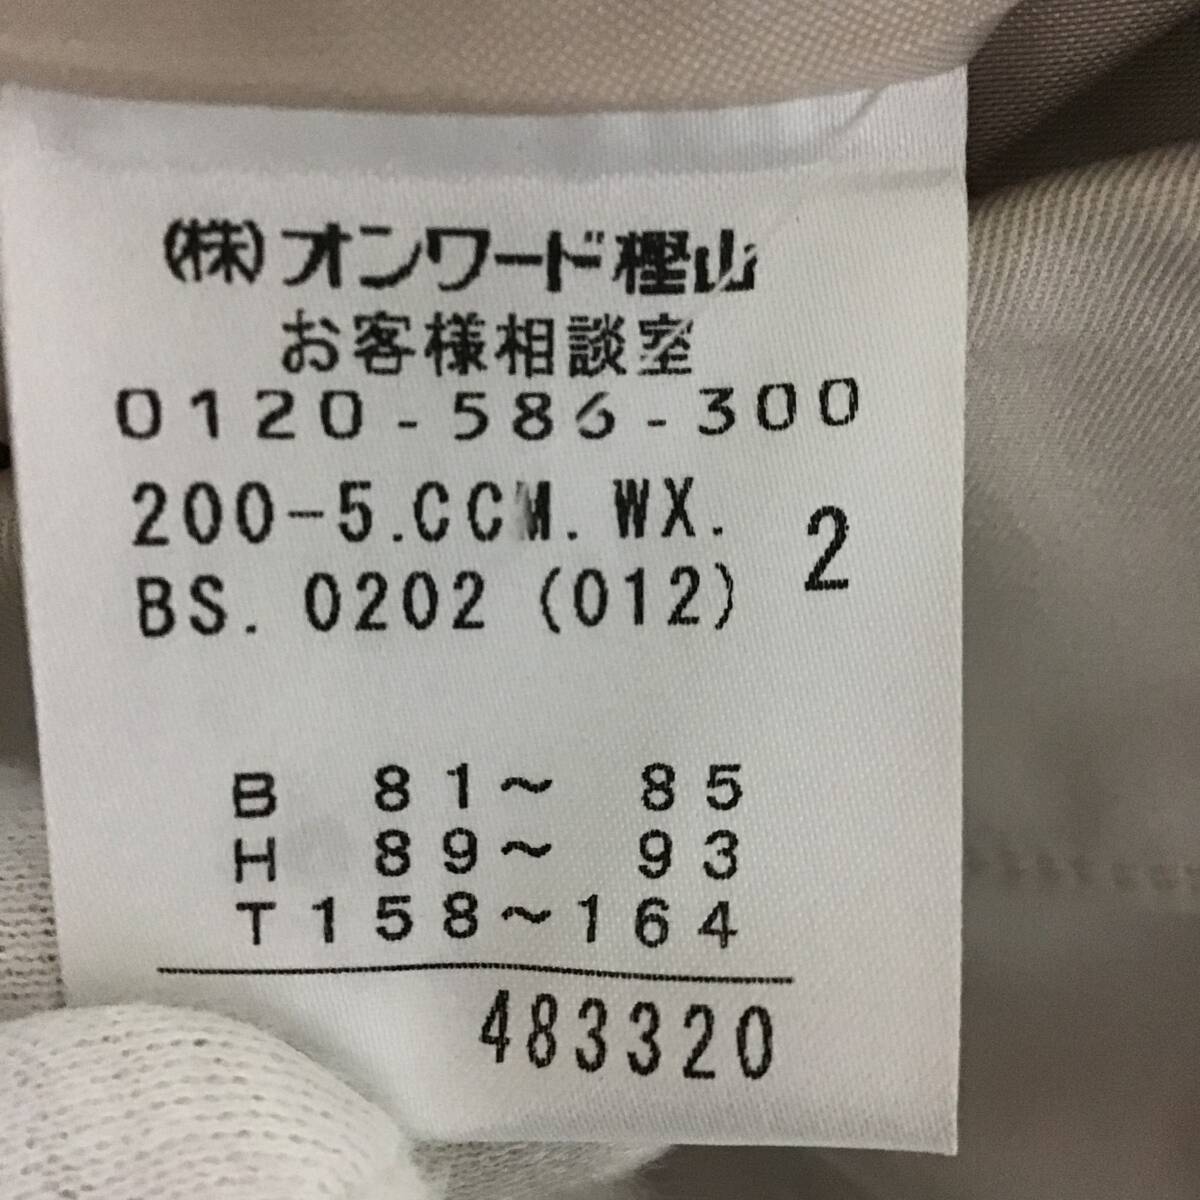 (株)オンワード樫山
お客様相談室
0120-586-300
200-5.CCM.WX. 2
BS. 0202 (012)
B 81～ 85
H 89～ 93
T158～164
483320